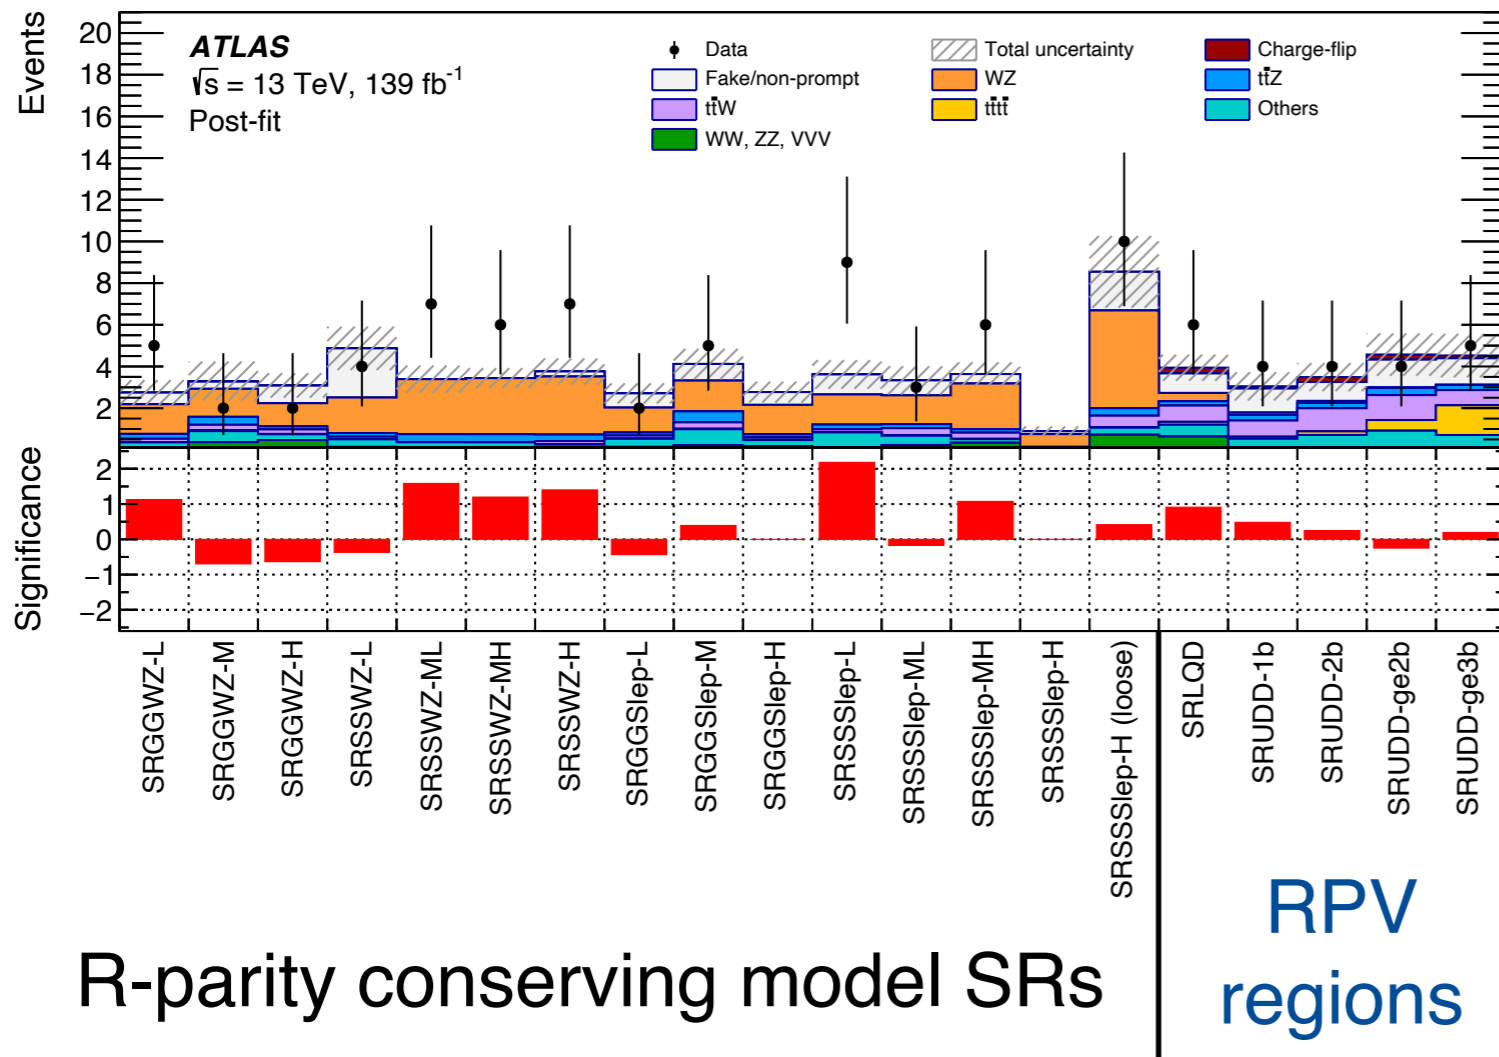 Events
20
18
16
14
12
10
8
6
4
2
ATLAS
√s = 13 TeV, 139 fb⁻¹
Post-fit
Data
Total uncertainty
Charge-flip
Fake/non-prompt
WZ
tt̄Z
tt̄W
tt̄tt̄
Others
WW, ZZ, VVV
Significance
2
1
0
−1
−2
SRGGWZ-L
SRGGWZ-M
SRGGWZ-H
SRSSWZ-L
SRSSWZ-ML
SRSSWZ-MH
SRSSWZ-H
SRGGSlep-L
SRGGSlep-M
SRGGSlep-H
SRSSSlep-L
SRSSSlep-ML
SRSSSlep-MH
SRSSSlep-H
SRSSSlep-H (loose)
SRLQD
SRUDD-1b
SRUDD-2b
SRUDD-ge2b
SRUDD-ge3b
R-parity conserving model SRs
RPV
regions